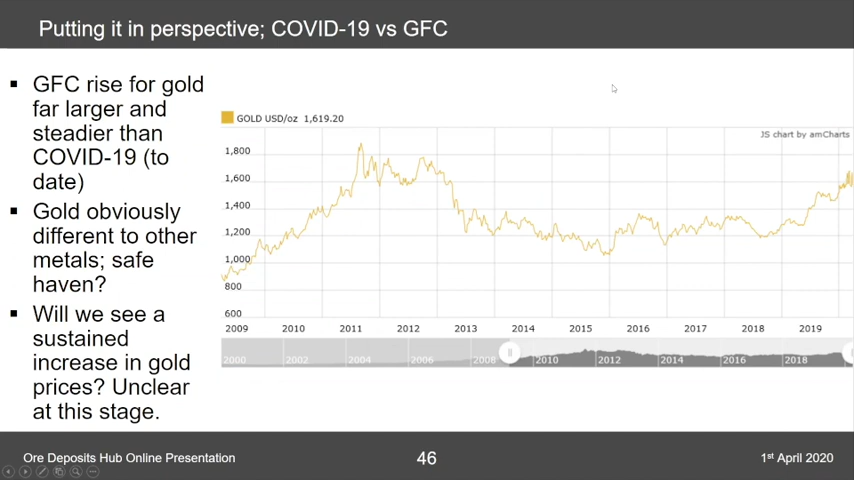 Putting it in perspective; COVID-19 vs GFC
▪ GFC rise for gold
far larger and
steadier than
COVID-19 (to
date)
▪ Gold obviously
different to other
metals; safe
haven?
▪ Will we see a
sustained
increase in gold
prices? Unclear
at this stage.
GOLD USD/oz 1,619.20
JS chart by amCharts
1,800
1,600
1,400
1,200
1,000
800
600
2009 2010 2011 2012 2013 2014 2015 2016 2017 2018 2019
2000 2002 2004 2006 2008 2010 2012 2014 2016 2018
Ore Deposits Hub Online Presentation
46
1st April 2020